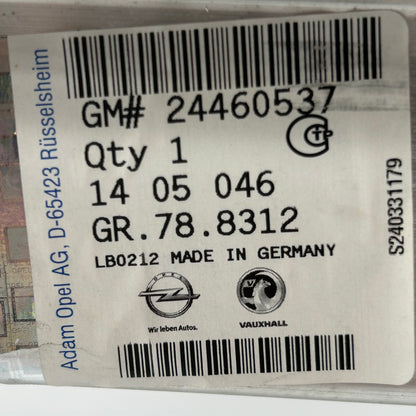 Adam Opel AG, D-65423 Rüsselsheim
GM# 24460537
Qty 1
14 05 046
GR.78.8312
LB0212 MADE IN GERMANY
OPEL
Wir leben Autos.
VAUXHALL
S240331179